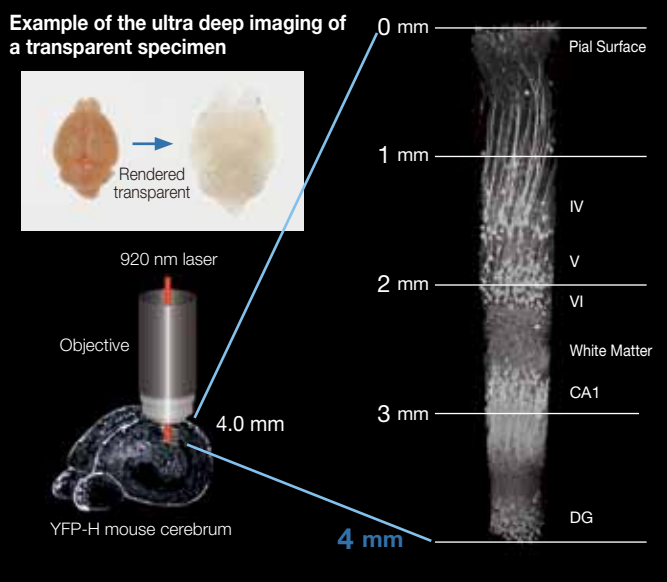 Example of the ultra deep imaging of
a transparent specimen
Rendered
transparent
920 nm laser
Objective
4.0 mm
YFP-H mouse cerebrum
0 mm
Pial Surface
1 mm
IV
V
2 mm
VI
White Matter
CA1
3 mm
DG
4 mm